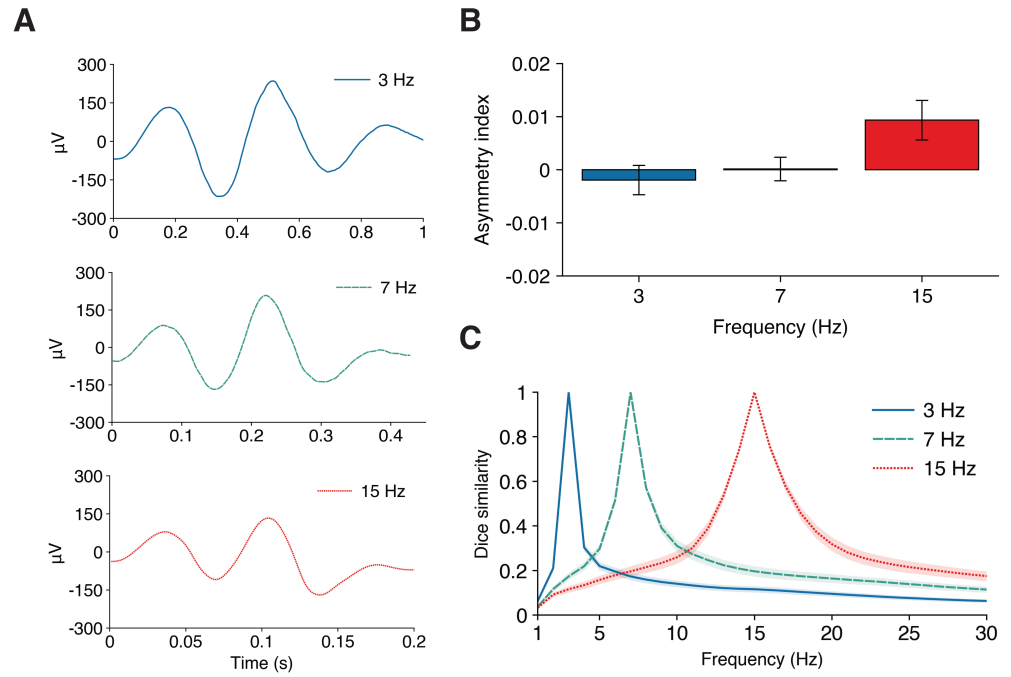 A
300
150
0
-150
-300
µV
3 Hz
0 0.2 0.4 0.6 0.8 1
300
150
0
-150
-300
µV
7 Hz
0 0.1 0.2 0.3 0.4
300
150
0
-150
-300
µV
15 Hz
0 0.05 0.1 0.15 0.2
Time (s)
B
0.02
0.01
0
-0.01
-0.02
Asymmetry index
3 7 15
Frequency (Hz)
C
1
0.8
0.6
0.4
0.2
0
Dice similarity
3 Hz
7 Hz
15 Hz
1 5 10 15 20 25 30
Frequency (Hz)